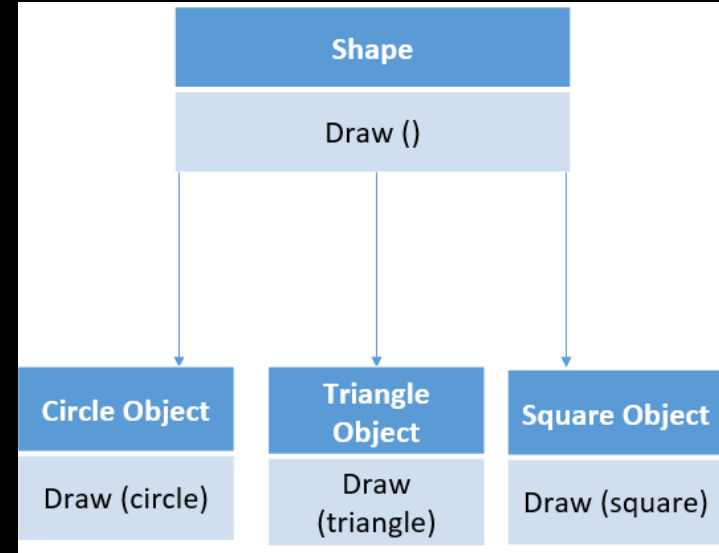 Shape
Draw ()
Circle Object
Triangle
Object
Square Object
Draw (circle)
Draw
(triangle)
Draw (square)